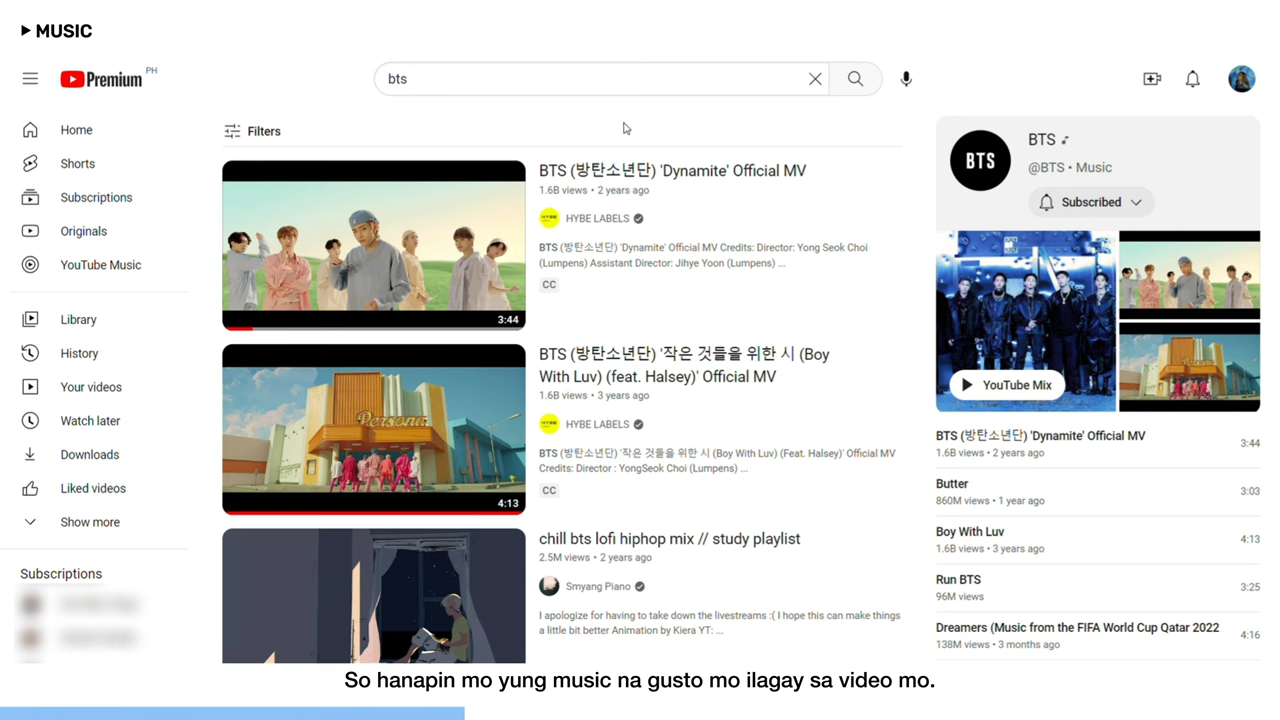 MUSIC
Premium PH
bts
Home
Shorts
Subscriptions
Originals
YouTube Music
Library
History
Your videos
Watch later
Downloads
Liked videos
Show more
Subscriptions
Filters
3:44
BTS (방탄소년단) 'Dynamite' Official MV
1.6B views • 2 years ago
HYBE LABELS
BTS (방탄소년단) 'Dynamite' Official MV Credits: Director: Yong Seok Choi
(Lumpens) Assistant Director: Jihye Yoon (Lumpens) ...
CC
Persona
4:13
BTS (방탄소년단) '작은 것들을 위한 시 (Boy
With Luv) (feat. Halsey)' Official MV
1.6B views • 3 years ago
HYBE LABELS
BTS (방탄소년단) '작은 것들을 위한 시 (Boy With Luv) (Feat. Halsey)' Official MV
Credits: Director : YongSeok Choi (Lumpens) ...
CC
chill bts lofi hiphop mix // study playlist
2.5M views • 2 years ago
Smyang Piano
I apologize for having to take down the livestreams :( I hope this can make things
a little bit better Animation by Kiera YT: ...
BTS
BTS
@BTS • Music
Subscribed
YouTube Mix
BTS (방탄소년단) 'Dynamite' Official MV
1.6B views • 2 years ago
3:44
Butter
860M views • 1 year ago
3:03
Boy With Luv
1.6B views • 3 years ago
4:13
Run BTS
96M views
3:25
Dreamers (Music from the FIFA World Cup Qatar 2022
138M views • 3 months ago
4:16
So hanapin mo yung music na gusto mo ilagay sa video mo.